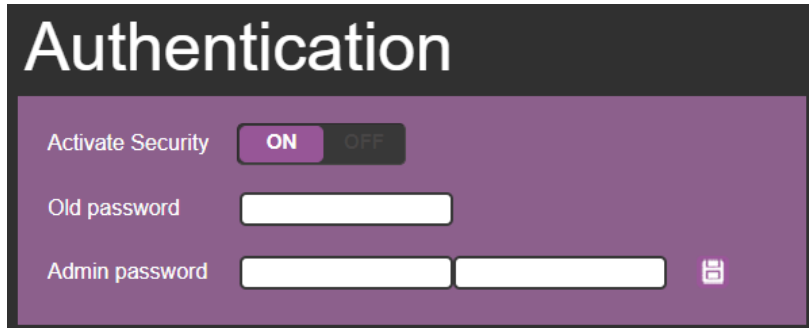 Authentication
Activate Security ON OFF
Old password
Admin password